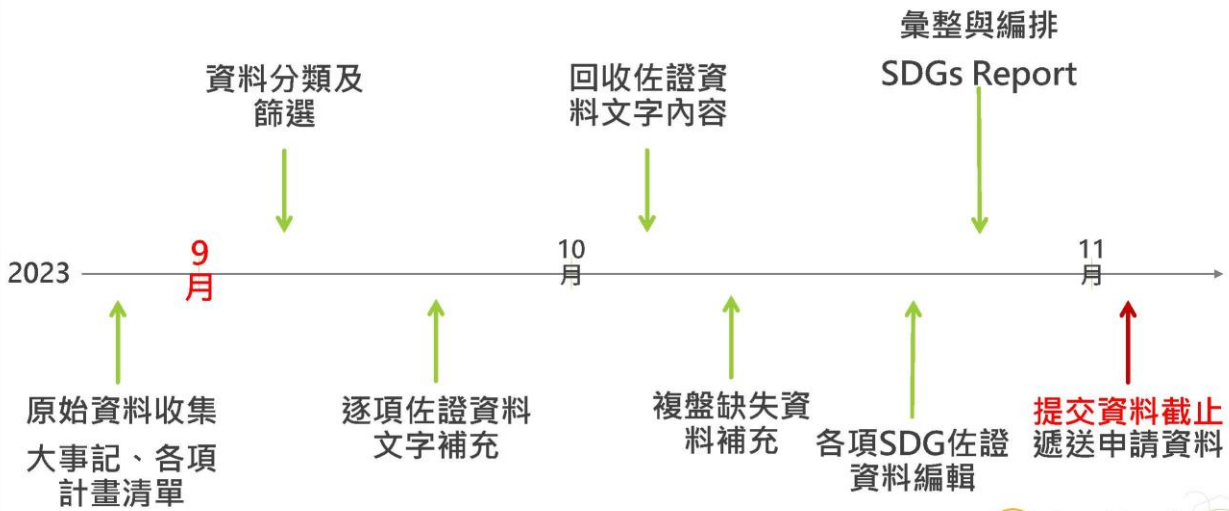 彙整與編排
SDGs Report
資料分類及
篩選
回收佐證資
料文字內容
2023
9
月
10
月
11
月
原始資料收集
大事記、各項
計畫清單
逐項佐證資料
文字補充
複盤缺失資
料補充
各項SDG佐證
資料編輯
提交資料截止
遞送申請資料